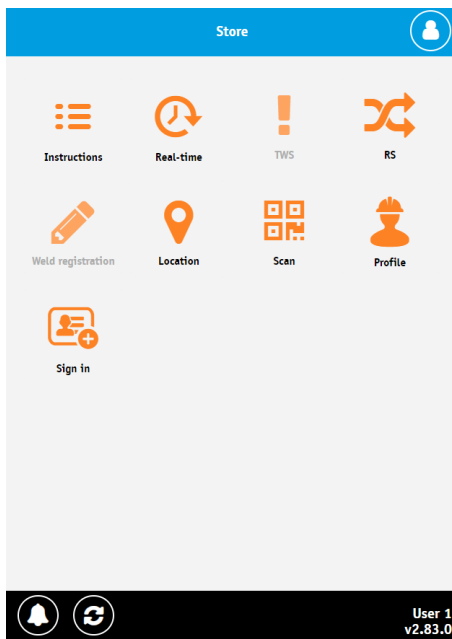 Store
Instructions
Real-time
TWS
RS
Weld registration
Location
Scan
Profile
Sign in
User 1
v2.83.0